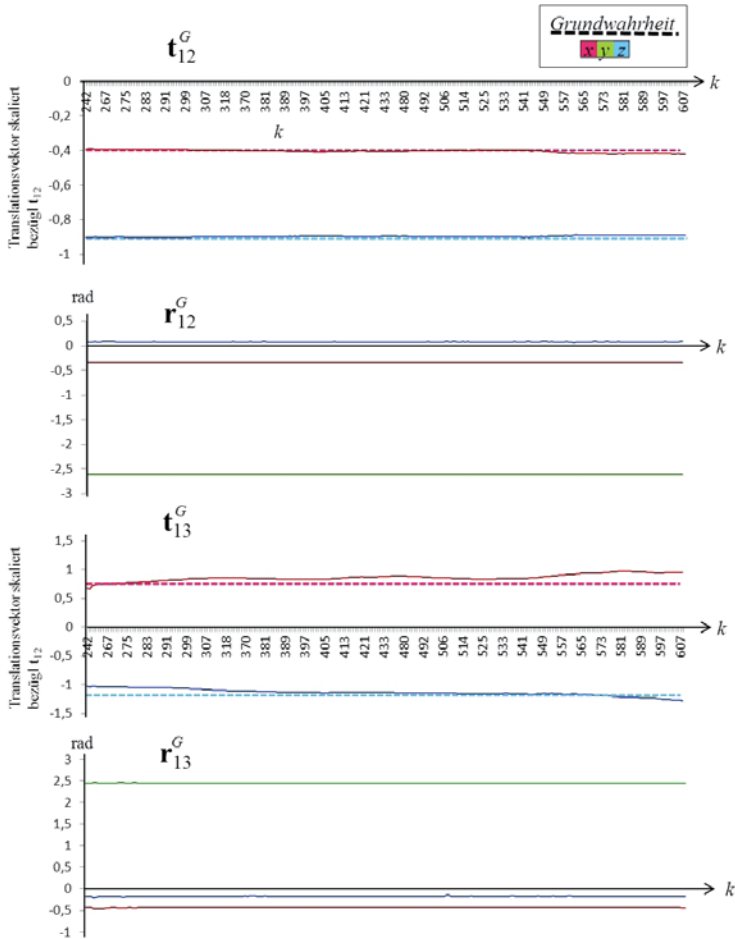 Grundwahrheit
x y z
t₁₂ᴳ
0
-0,2
-0,4
-0,6
-0,8
-1
Translationsvektor skaliert
bezügl t₁₂
242 267 275 283 291 299 307 318 370 381 389 397 405 413 421 433 480 492 506 514 525 533 541 549 557 565 573 581 589 597 607
k
k
rad
r₁₂ᴳ
0,5
0
-0,5
-1
-1,5
-2
-2,5
-3
k
t₁₃ᴳ
1,5
1
0,5
0
-0,5
-1
-1,5
Translationsvektor skaliert
bezügl t₁₂
242 267 275 283 291 299 307 318 370 381 389 397 405 413 421 433 480 492 506 514 525 533 541 549 557 565 573 581 589 597 607
k
rad
r₁₃ᴳ
3
2,5
2
1,5
1
0,5
0
-0,5
-1
k